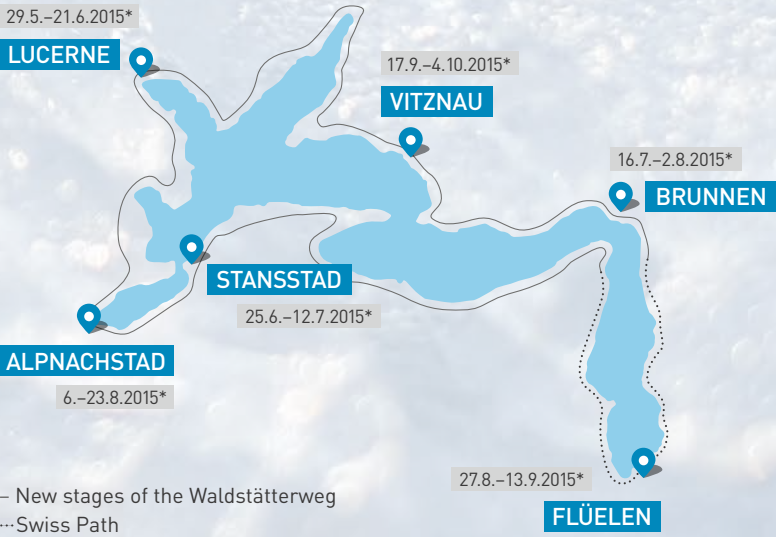 29.5.–21.6.2015*
LUCERNE
17.9.–4.10.2015*
VITZNAU
16.7.–2.8.2015*
BRUNNEN
STANSSTAD
25.6.–12.7.2015*
ALPNACHSTAD
6.–23.8.2015*
27.8.–13.9.2015*
FLÜELEN
– New stages of the Waldstätterweg
···Swiss Path